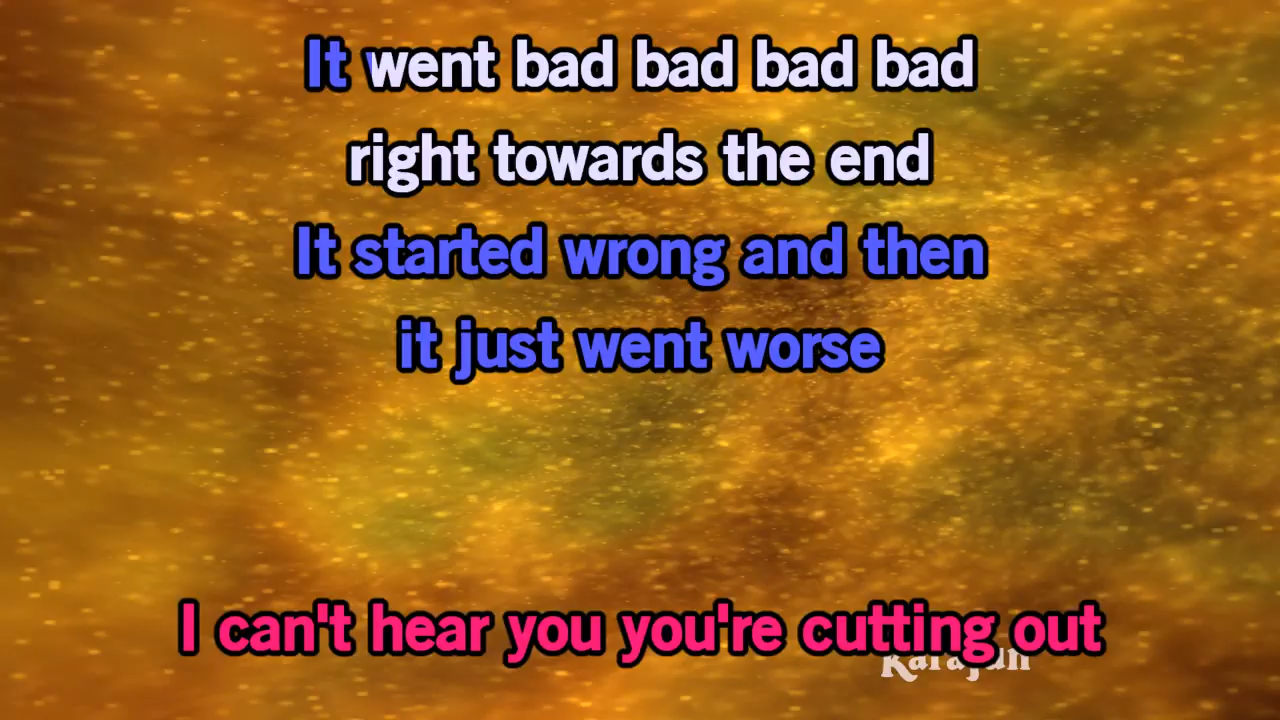 It went bad bad bad bad
right towards the end
It started wrong and then
it just went worse
I can't hear you you're cutting out
KaraFun